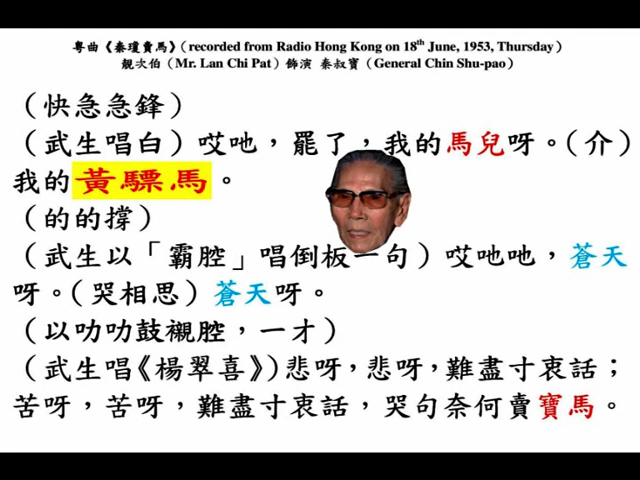 粵曲《秦瓊賣馬》(recorded from Radio Hong Kong on 18th June, 1953, Thursday)
靚次伯 (Mr. Lan Chi Pat) 飾演 秦叔寶 (General Chin Shu-pao)
（快急急鋒）
（武生唱白）哎吔，罷了，我的馬兒呀。（介）
我的黃驃馬。
（的的撐）
（武生以「霸腔」唱倒板一句）哎吔吔，蒼天
呀。（哭相思）蒼天呀。
（以叻叻鼓襯腔，一才）
（武生唱《楊翠喜》）悲呀，悲呀，難盡寸衷話；
苦呀，苦呀，難盡寸衷話，哭句奈何賣寶馬。